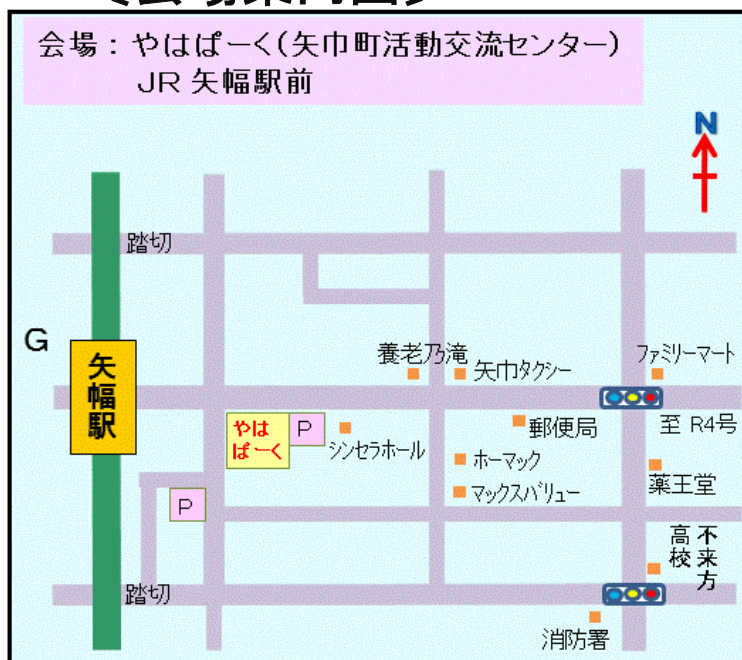 会場：やはぱーく（矢巾町活動交流センター）
JR 矢幅駅前
N
踏切
G
養老乃滝
矢巾タクシー
ファミリーマート
矢幅駅
やは
ぱーく
P
シンセラホール
郵便局
至 R4号
ホーマック
マックスバリュー
薬王堂
P
不来方
高校
踏切
消防署